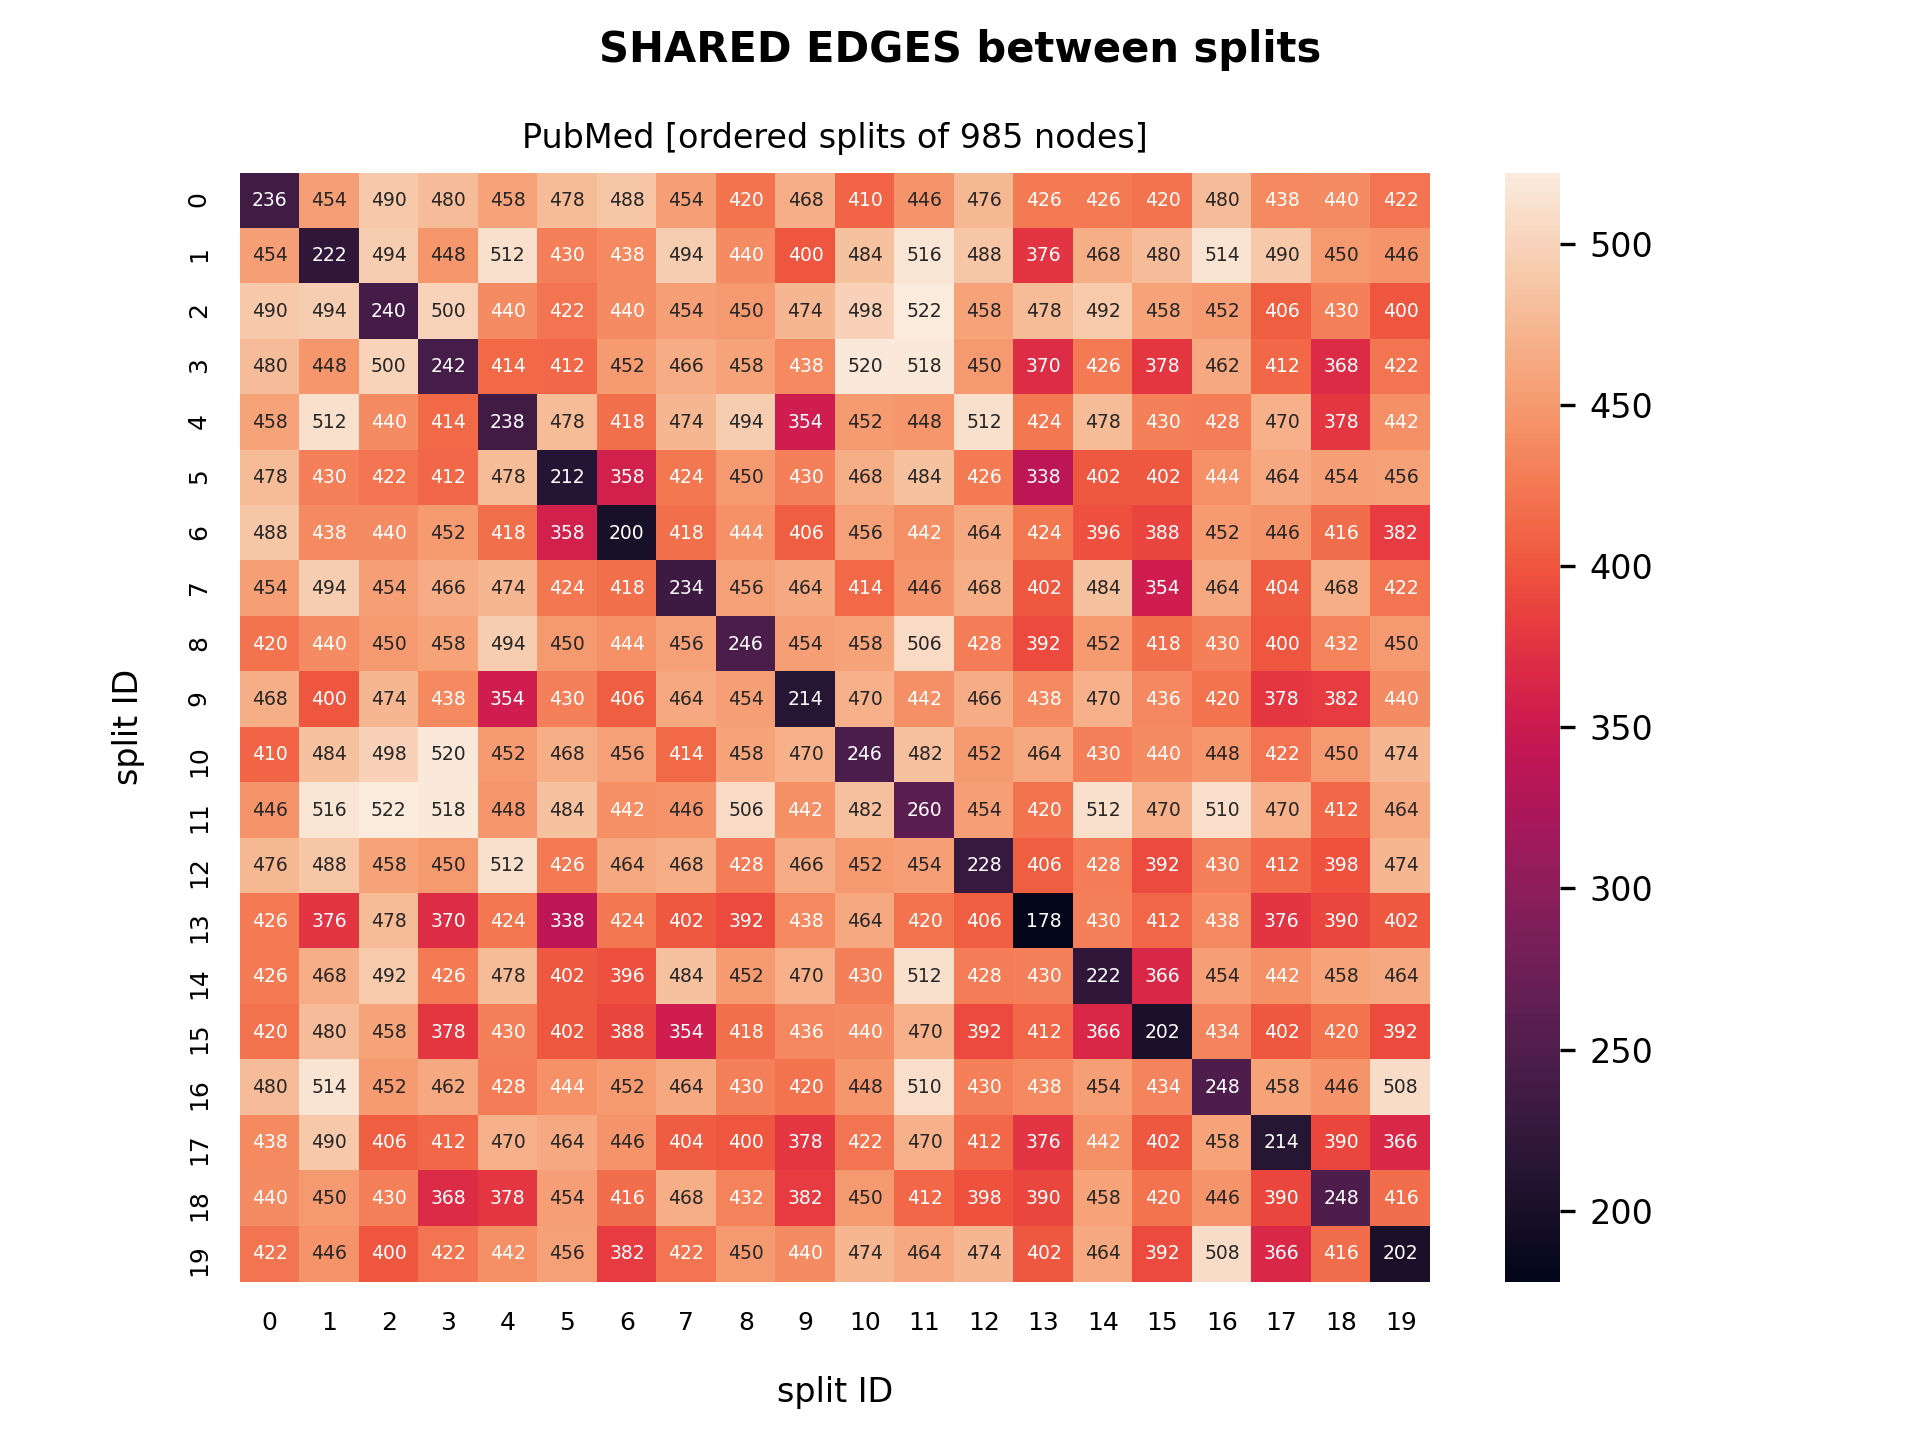 SHARED EDGES between splits
PubMed [ordered splits of 985 nodes]
split ID
0 236 454 490 480 458 478 488 454 420 468 410 446 476 426 426 420 480 438 440 422
1 454 222 494 448 512 430 438 494 440 400 484 516 488 376 468 480 514 490 450 446
2 490 494 240 500 440 422 440 454 450 474 498 522 458 478 492 458 452 406 430 400
3 480 448 500 242 414 412 452 466 458 438 520 518 450 370 426 378 462 412 368 422
4 458 512 440 414 238 478 418 474 494 354 452 448 512 424 478 430 428 470 378 442
5 478 430 422 412 478 212 358 424 450 430 468 484 426 338 402 402 444 464 454 456
6 488 438 440 452 418 358 200 418 444 406 456 442 464 424 396 388 452 446 416 382
7 454 494 454 466 474 424 418 234 456 464 414 446 468 402 484 354 464 404 468 422
8 420 440 450 458 494 450 444 456 246 454 458 506 428 392 452 418 430 400 432 450
9 468 400 474 438 354 430 406 464 454 214 470 442 466 438 470 436 420 378 382 440
10 410 484 498 520 452 468 456 414 458 470 246 482 452 464 430 440 448 422 450 474
11 446 516 522 518 448 484 442 446 506 442 482 260 454 420 512 470 510 470 412 464
12 476 488 458 450 512 426 464 468 428 466 452 454 228 406 428 392 430 412 398 474
13 426 376 478 370 424 338 424 402 392 438 464 420 406 178 430 412 438 376 390 402
14 426 468 492 426 478 402 396 484 452 470 430 512 428 430 222 366 454 442 458 464
15 420 480 458 378 430 402 388 354 418 436 440 470 392 412 366 202 434 402 420 392
16 480 514 452 462 428 444 452 464 430 420 448 510 430 438 454 434 248 458 446 508
17 438 490 406 412 470 464 446 404 400 378 422 470 412 376 442 402 458 214 390 366
18 440 450 430 368 378 454 416 468 432 382 450 412 398 390 458 420 446 390 248 416
19 422 446 400 422 442 456 382 422 450 440 474 464 474 402 464 392 508 366 416 202
0 1 2 3 4 5 6 7 8 9 10 11 12 13 14 15 16 17 18 19
split ID
500
450
400
350
300
250
200